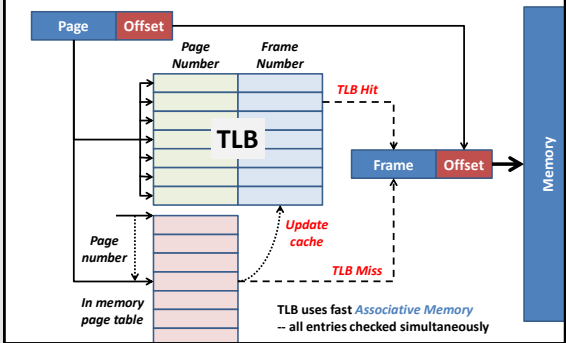 Page Offset
Page
Number
Frame
Number
TLB Hit
TLB
Frame Offset
Memory
Page
number
Update
cache
TLB Miss
In memory
page table
TLB uses fast Associative Memory
-- all entries checked simultaneously